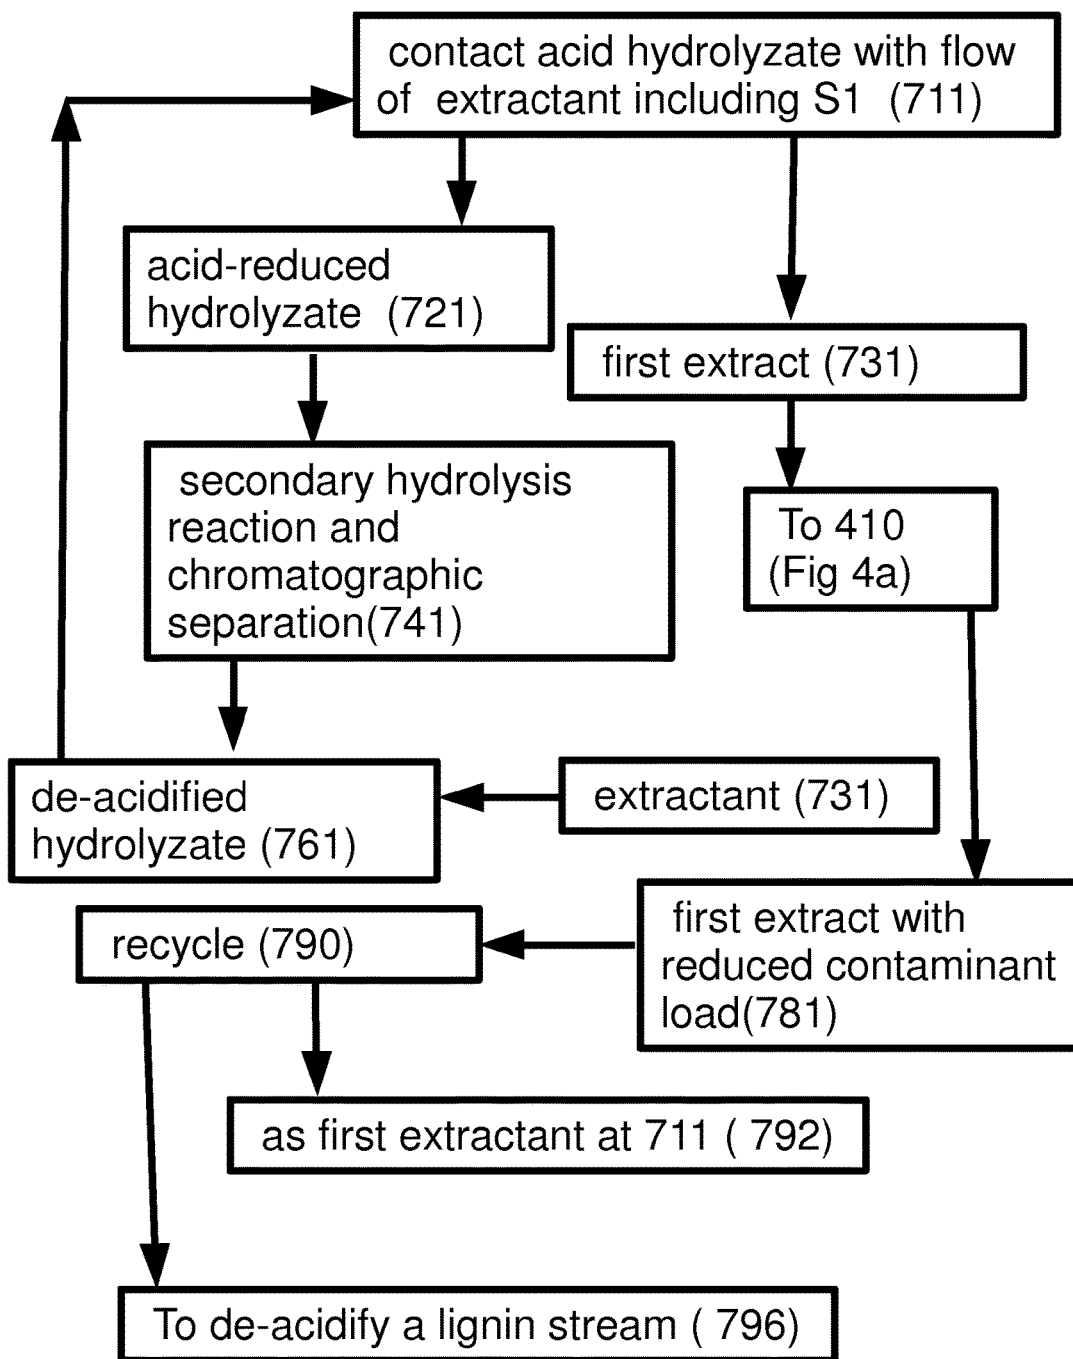 contact acid hydrolyzate with flow
of extractant including S1 (711)
acid-reduced
hydrolyzate (721)
first extract (731)
secondary hydrolysis
reaction and
chromatographic
separation(741)
To 410
(Fig 4a)
de-acidified
hydrolyzate (761)
extractant (731)
first extract with
reduced contaminant
load(781)
recycle (790)
as first extractant at 711 ( 792)
To de-acidify a lignin stream ( 796)